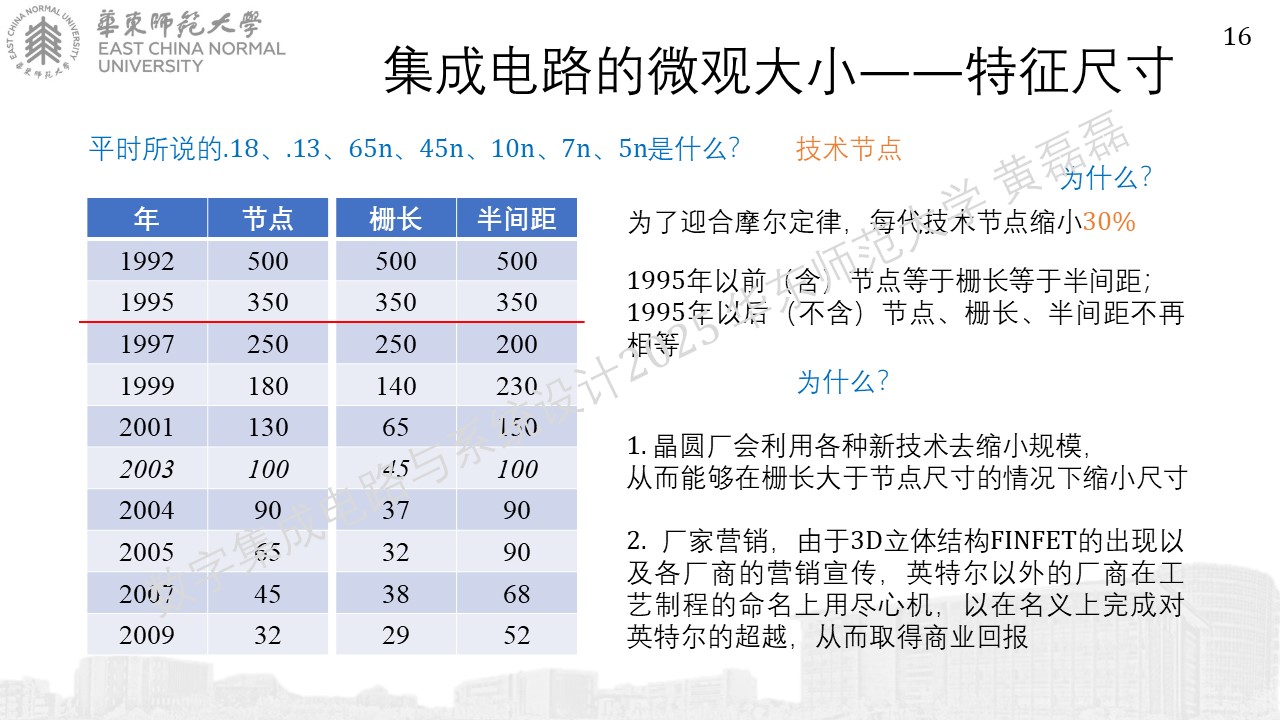 華東師範大學
EAST CHINA NORMAL
UNIVERSITY
16
集成电路的微观大小——特征尺寸
平时所说的.18、.13、65n、45n、10n、7n、5n是什么？ 技术节点
为什么？
年 节点 栅长 半间距
1992 500 500 500
1995 350 350 350
1997 250 250 200
1999 180 140 230
2001 130 65 150
2003 100 45 100
2004 90 37 90
2005 65 32 90
2007 45 38 68
2009 32 29 52
为了迎合摩尔定律，每代技术节点缩小30%
1995年以前（含）节点等于栅长等于半间距；
1995年以后（不含）节点、栅长、半间距不再
相等
为什么？
1. 晶圆厂会利用各种新技术去缩小规模，
从而能够在栅长大于节点尺寸的情况下缩小尺寸
2. 厂家营销，由于3D立体结构FINFET的出现以
及各厂商的营销宣传，英特尔以外的厂商在工
艺制程的命名上用尽心机，以在名义上完成对
英特尔的超越，从而取得商业回报
数字集成电路与系统设计2025 华东师范大学 黄磊磊
EAST CHINA NORMAL UNIVERSITY
華東師範大學